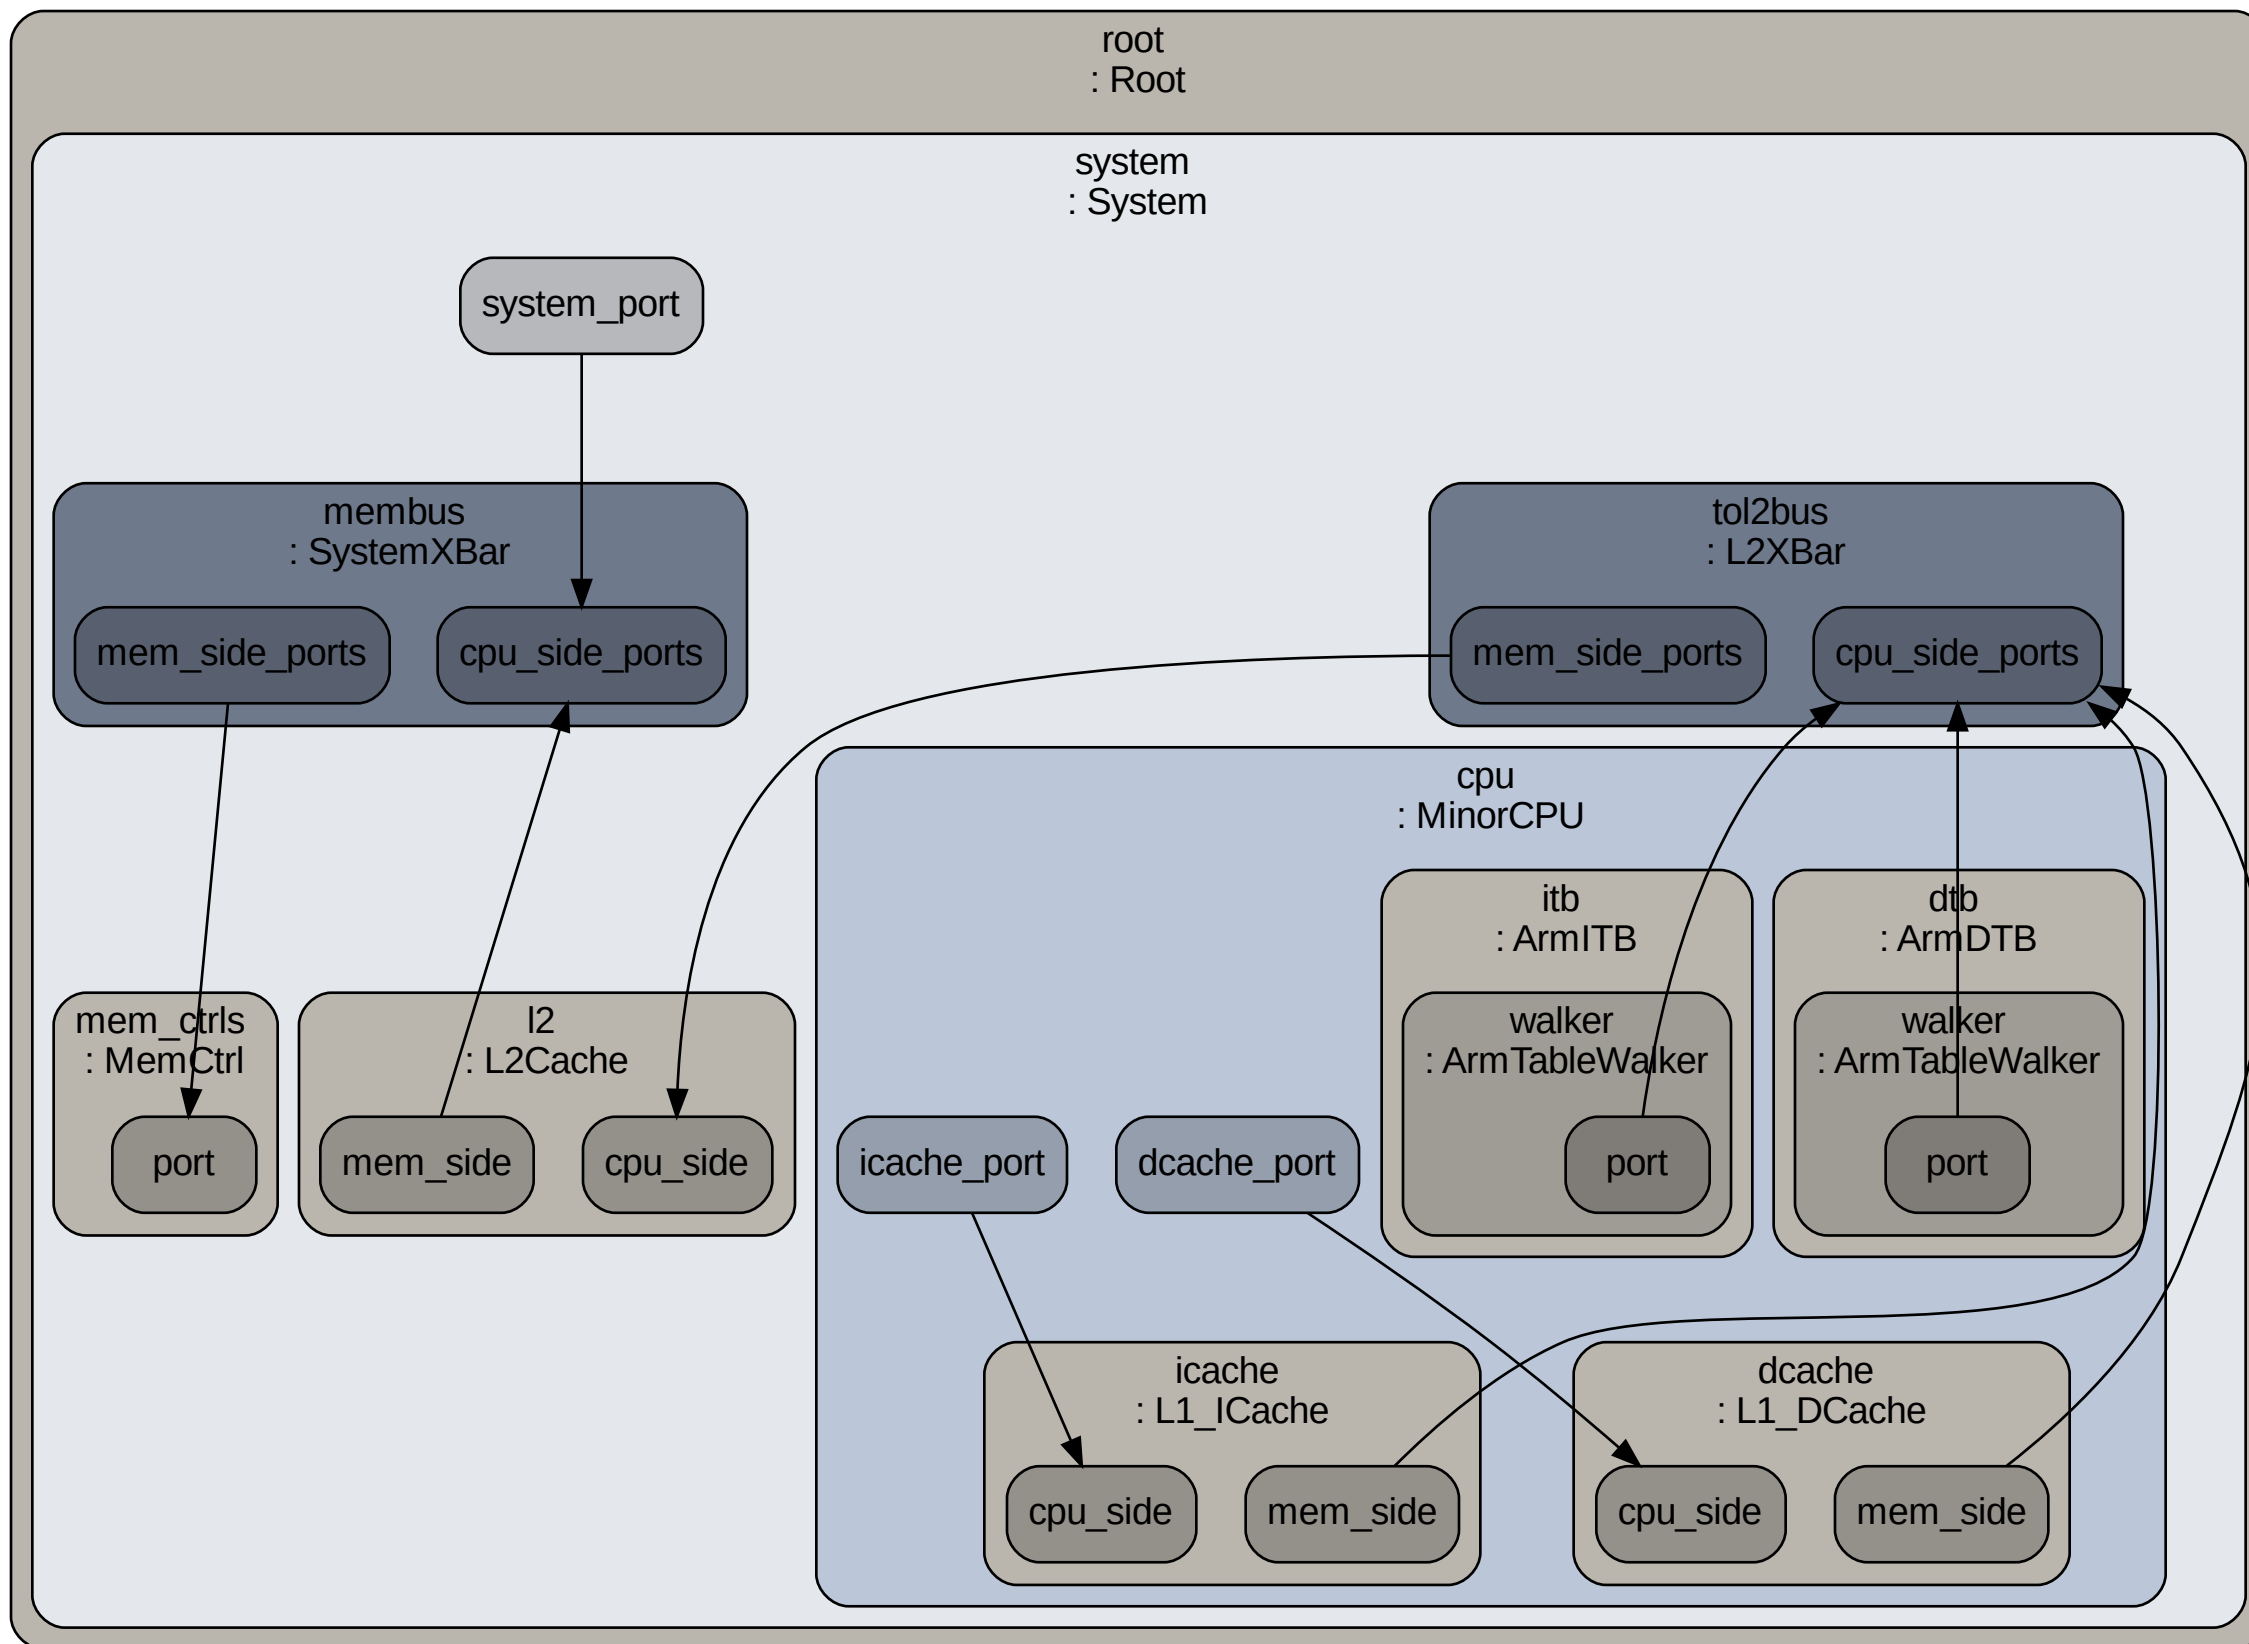 root
: Root
system
: System
system_port
membus
: SystemXBar
mem_side_ports
cpu_side_ports
tol2bus
: L2XBar
mem_side_ports
cpu_side_ports
cpu
: MinorCPU
itb
: ArmITB
dtb
: ArmDTB
mem_ctrls
: MemCtrl
port
l2
: L2Cache
mem_side
cpu_side
walker
: ArmTableWalker
port
walker
: ArmTableWalker
port
icache_port
dcache_port
icache
: L1_ICache
cpu_side
mem_side
dcache
: L1_DCache
cpu_side
mem_side